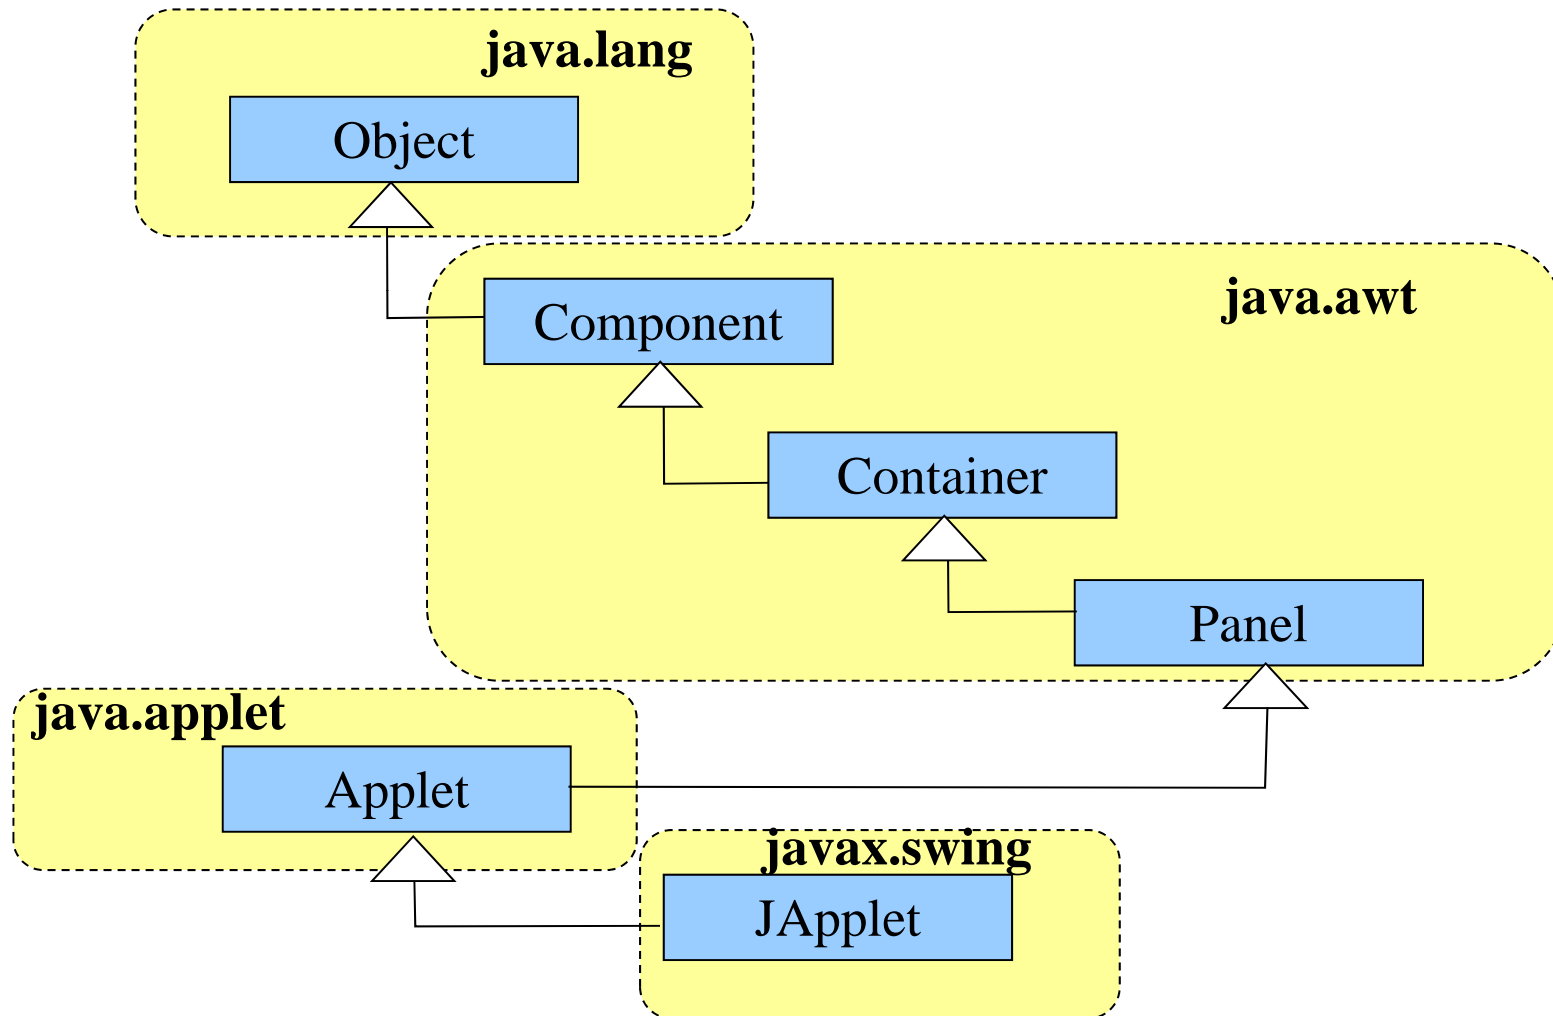 java.lang
Object
java.awt
Component
Container
Panel
java.applet
Applet
javax.swing
JApplet